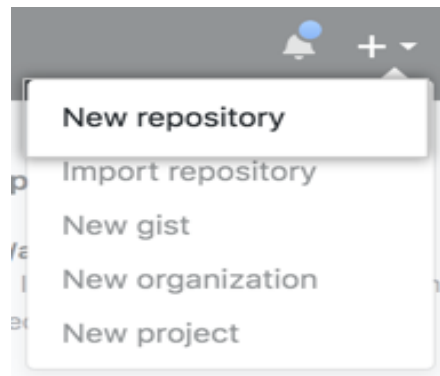 New repository
Import repository
New gist
New organization
New project